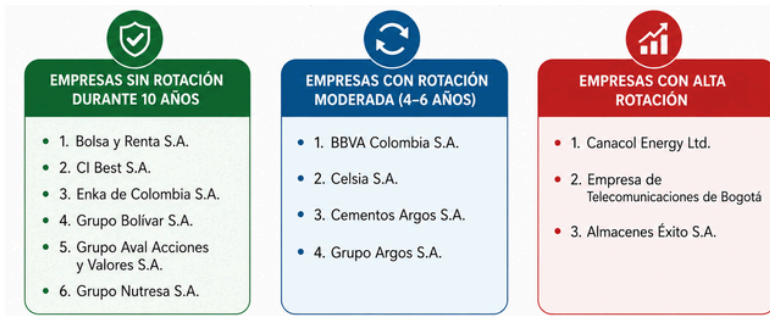 EMPRESAS SIN ROTACIÓN
DURANTE 10 AÑOS
• 1. Bolsa y Renta S.A.
• 2. CI Best S.A.
• 3. Enka de Colombia S.A.
• 4. Grupo Bolívar S.A.
• 5. Grupo Aval Acciones
y Valores S.A.
• 6. Grupo Nutresa S.A.
EMPRESAS CON ROTACIÓN
MODERADA (4–6 AÑOS)
• 1. BBVA Colombia S.A.
• 2. Celsia S.A.
• 3. Cementos Argos S.A.
• 4. Grupo Argos S.A.
EMPRESAS CON ALTA
ROTACIÓN
• 1. Canacol Energy Ltd.
• 2. Empresa de
Telecomunicaciones de Bogotá
• 3. Almacenes Éxito S.A.